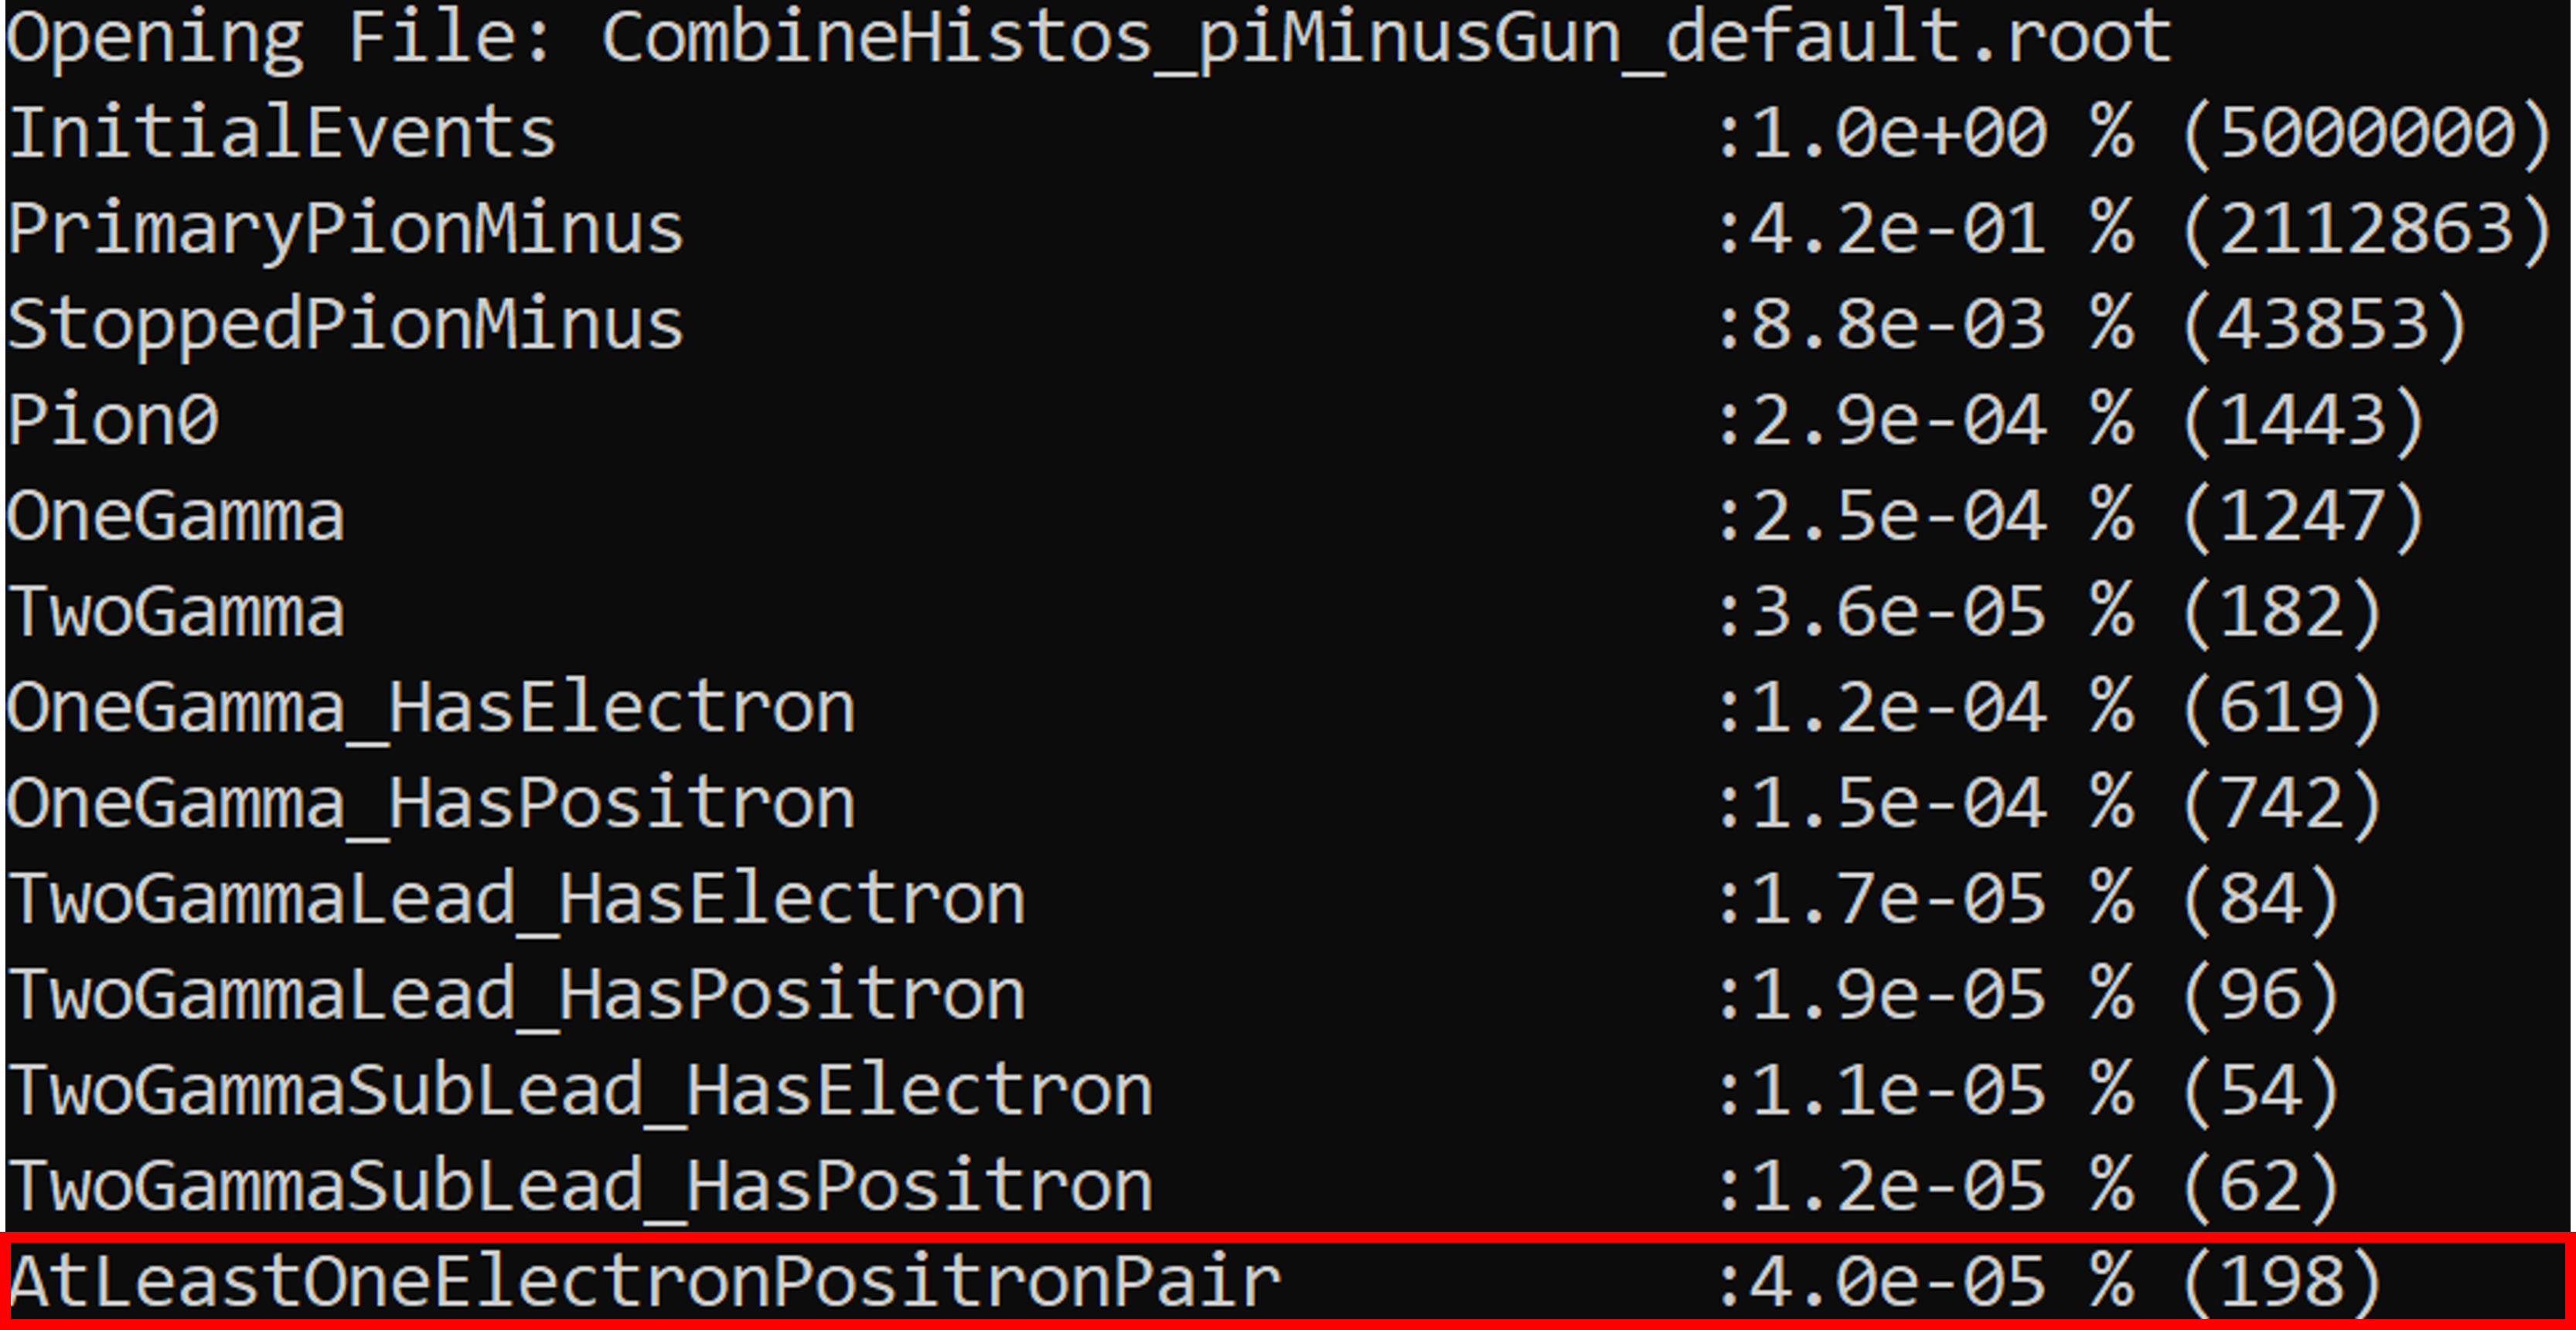 Opening File: CombineHistos_piMinusGun_default.root
InitialEvents :1.0e+00 % (5000000)
PrimaryPionMinus :4.2e-01 % (2112863)
StoppedPionMinus :8.8e-03 % (43853)
Pion0 :2.9e-04 % (1443)
OneGamma :2.5e-04 % (1247)
TwoGamma :3.6e-05 % (182)
OneGamma_HasElectron :1.2e-04 % (619)
OneGamma_HasPositron :1.5e-04 % (742)
TwoGammaLead_HasElectron :1.7e-05 % (84)
TwoGammaLead_HasPositron :1.9e-05 % (96)
TwoGammaSubLead_HasElectron :1.1e-05 % (54)
TwoGammaSubLead_HasPositron :1.2e-05 % (62)
AtLeastOneElectronPositronPair :4.0e-05 % (198)